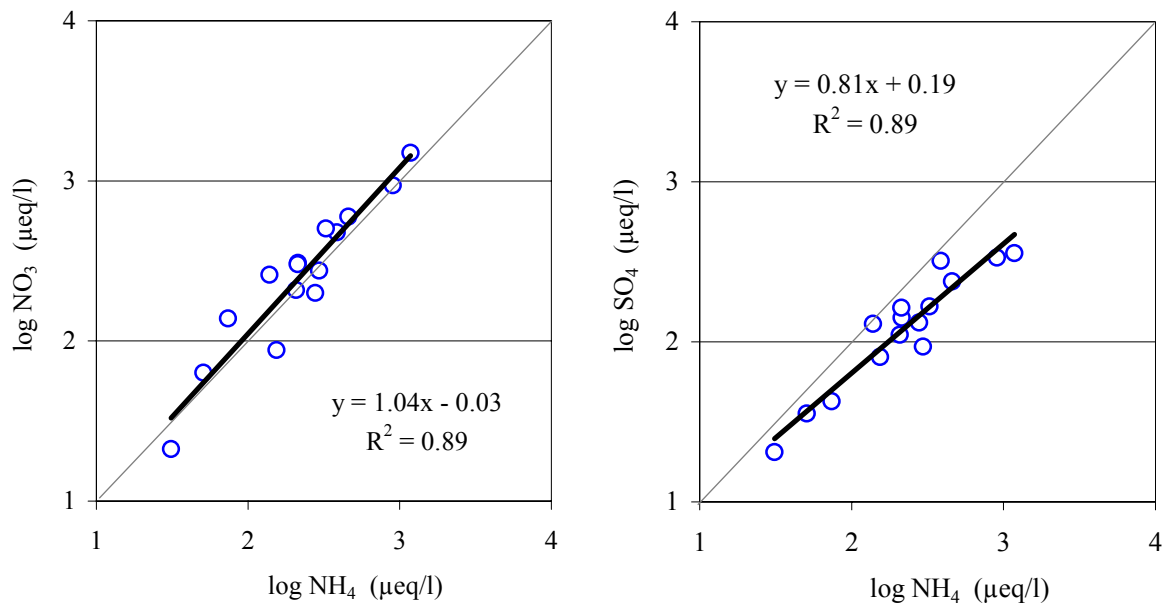 4
3
2
1
log NO₃ (µeq/l)
y = 1.04x - 0.03
R² = 0.89
1 2 3 4
log NH₄ (µeq/l)
4
3
2
1
log SO₄ (µeq/l)
y = 0.81x + 0.19
R² = 0.89
1 2 3 4
log NH₄ (µeq/l)